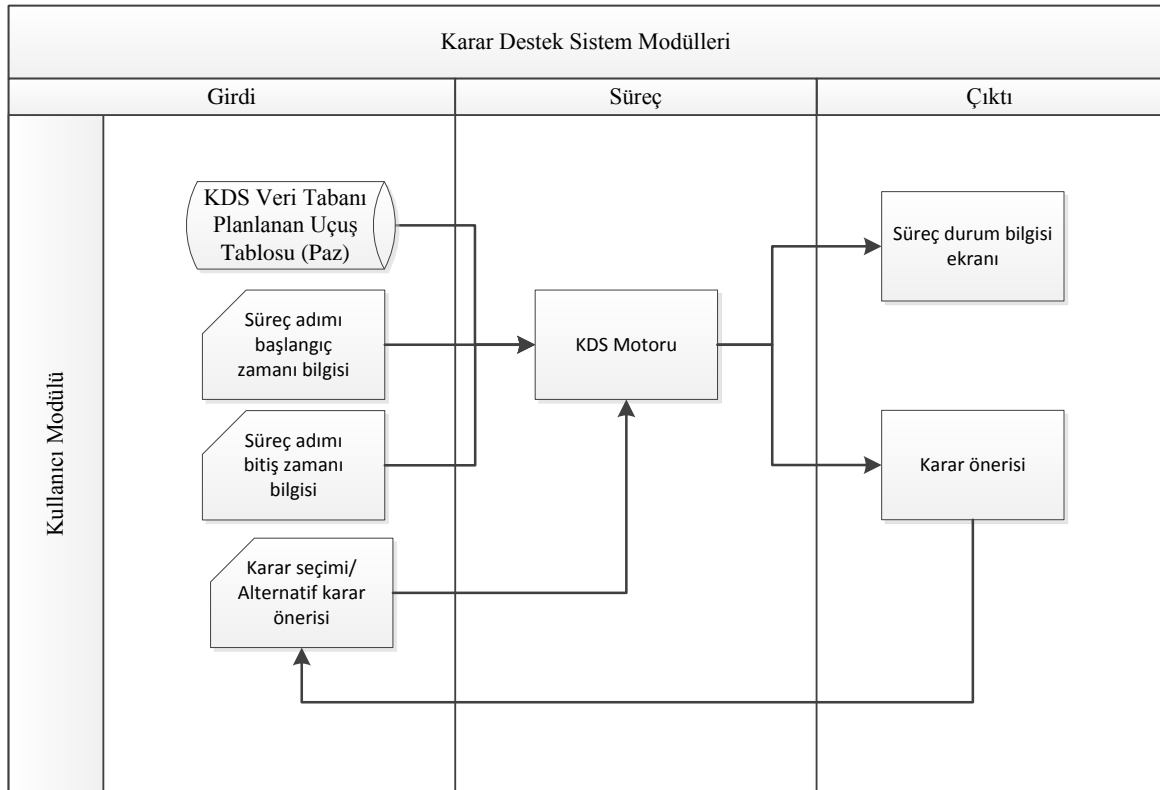 Karar Destek Sistem Modülleri
Girdi
Süreç
Çıktı
Kullanıcı Modülü
KDS Veri Tabanı
Planlanan Uçuş
Tablosu (Paz)
Süreç adımı
başlangıç
zamanı bilgisi
Süreç adımı
bitiş zamanı
bilgisi
Karar seçimi/
Alternatif karar
önerisi
KDS Motoru
Süreç durum bilgisi
ekranı
Karar önerisi